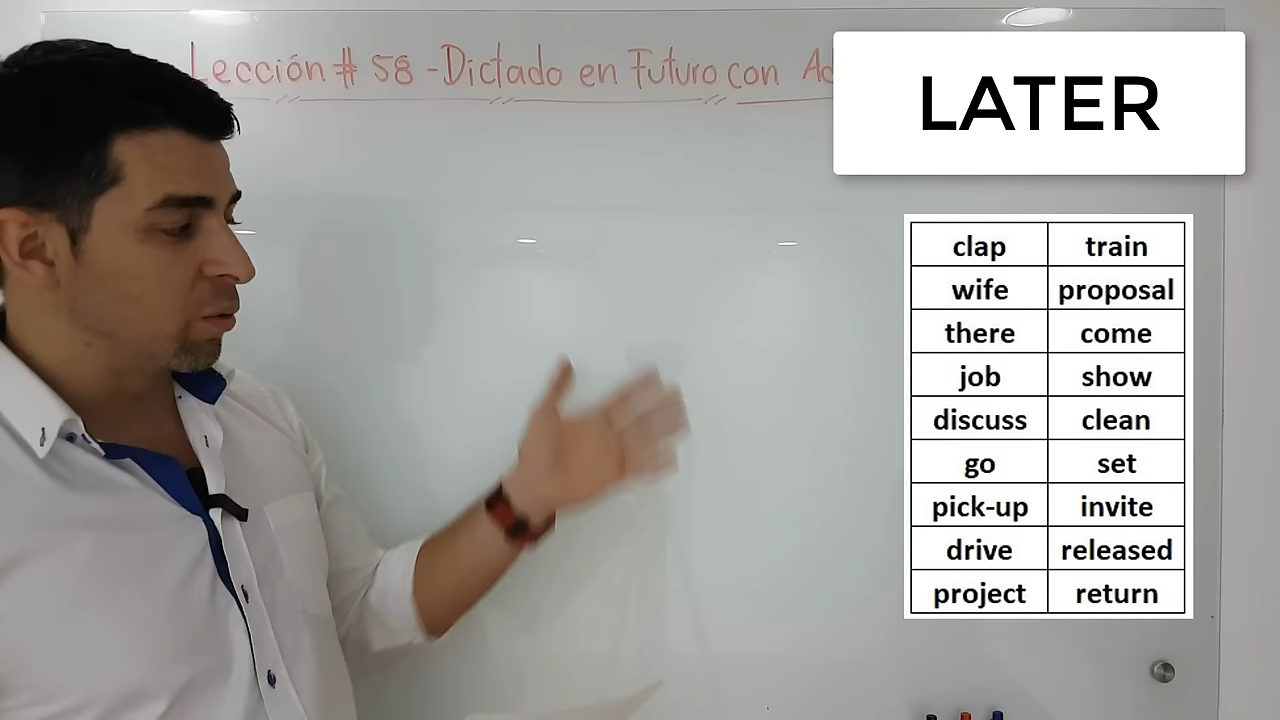 Lección # 58 - Dictado en Futuro con
LATER
clap train
wife proposal
there come
job show
discuss clean
go set
pick-up invite
drive released
project return